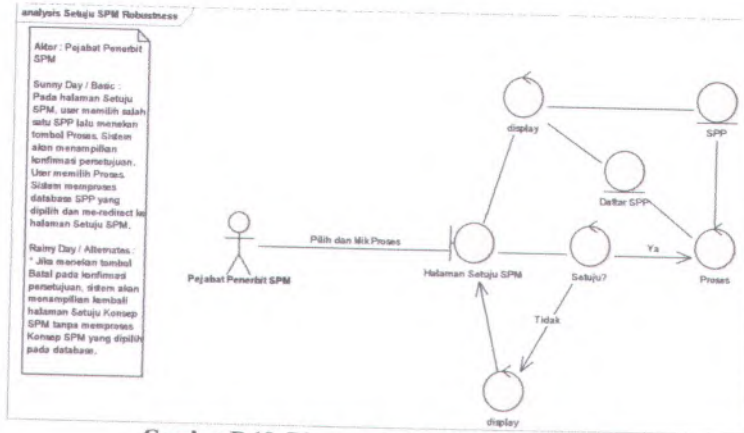 analysis Setuju SPM Robustness
Aktor : Pejabat Penerbit
SPM
Sunny Day / Basic :
Pada halaman Setuju
SPM, user memilih salah
satu SPP lalu menekan
tombol Proses. Sistem
akan menampilkan
konfirmasi persetujuan.
User memilih Proses.
Sistem memproses
database SPP yang
dipilih dan me-redirect ke
halaman Setuju SPM.
Rainy Day / Alternates :
* Jika menekan tombol
Batal pada konfirmasi
persetujuan, sistem akan
menampilkan kembali
halaman Setuju Konsep
SPM tanpa memproses
Konsep SPM yang dipilih
pada database.
display
SPP
Daftar SPP
Pilih dan klik Proses
Ya
Pejabat Penerbit SPM
Halaman Setuju SPM
Setuju?
Proses
Tidak
display